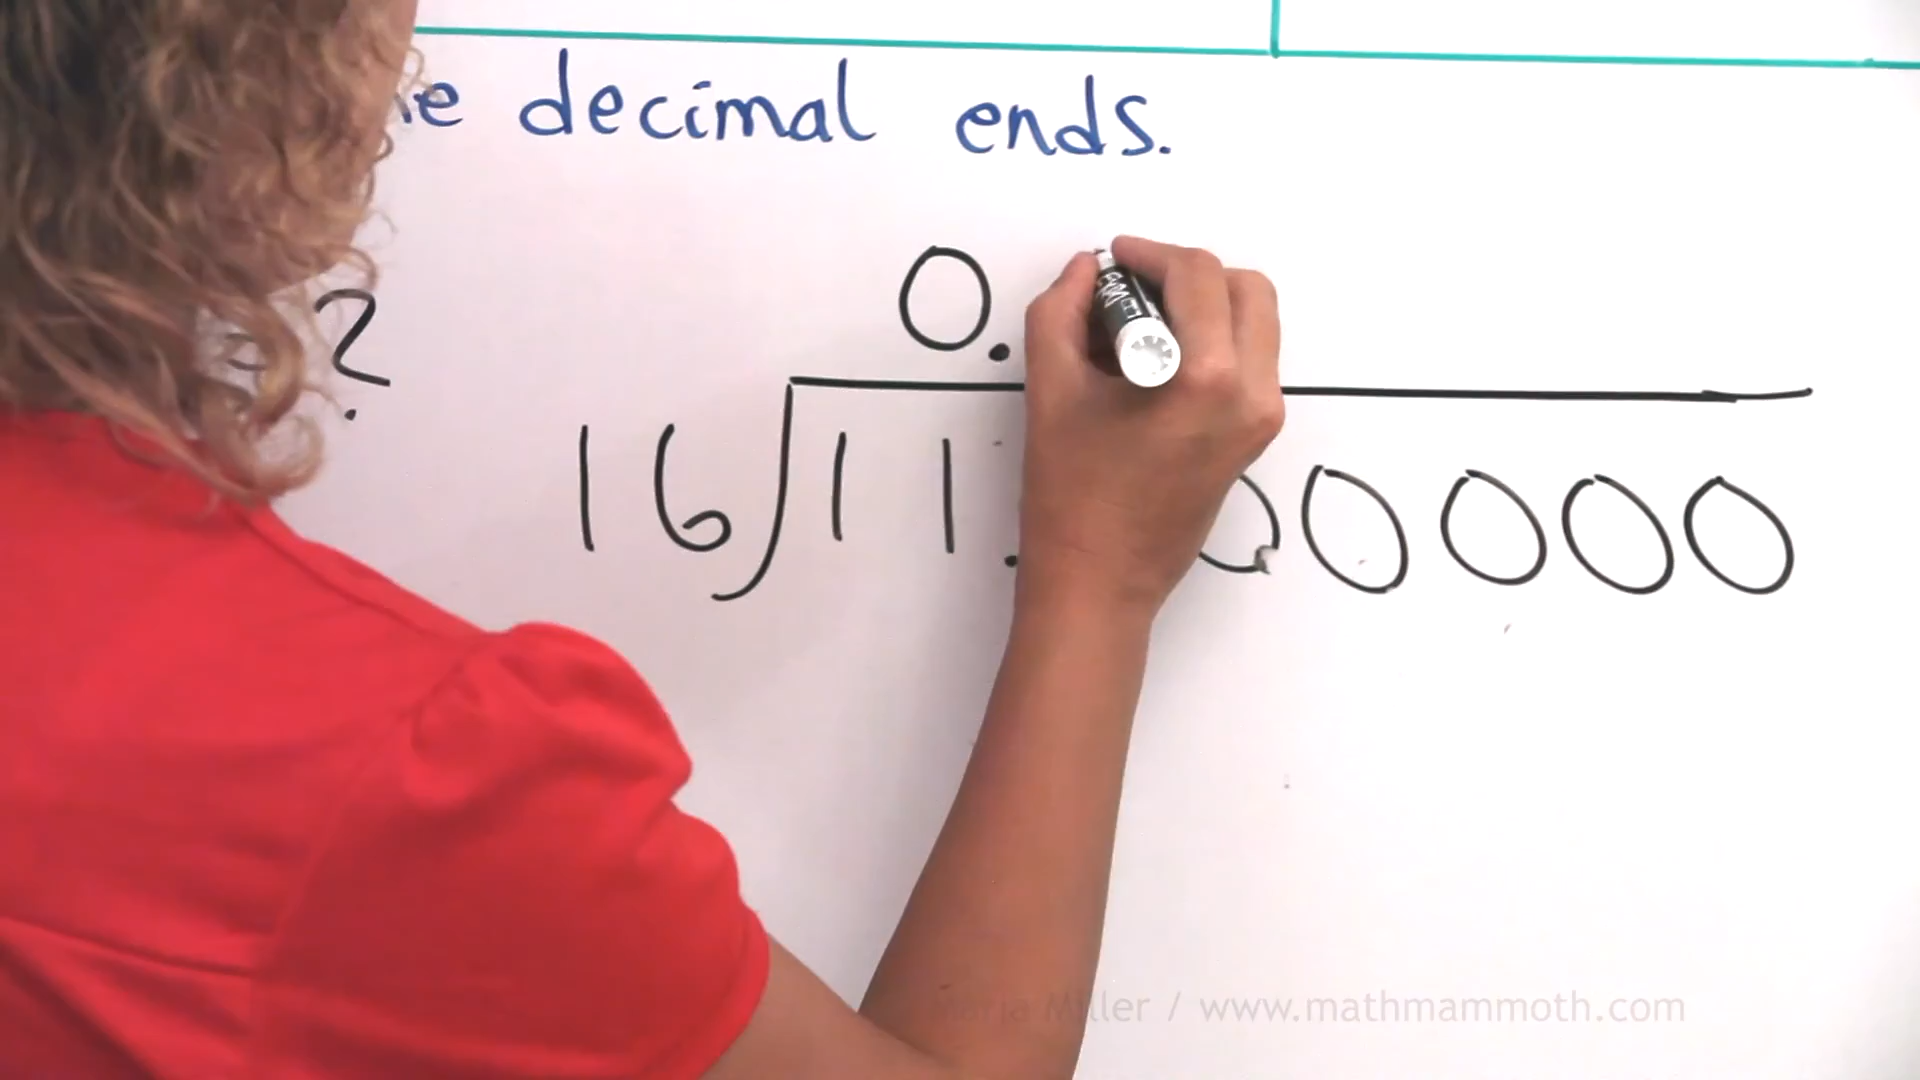 decimal ends.
?
0.
16 11. 00000
Maria Miller / www.mathmammoth.com